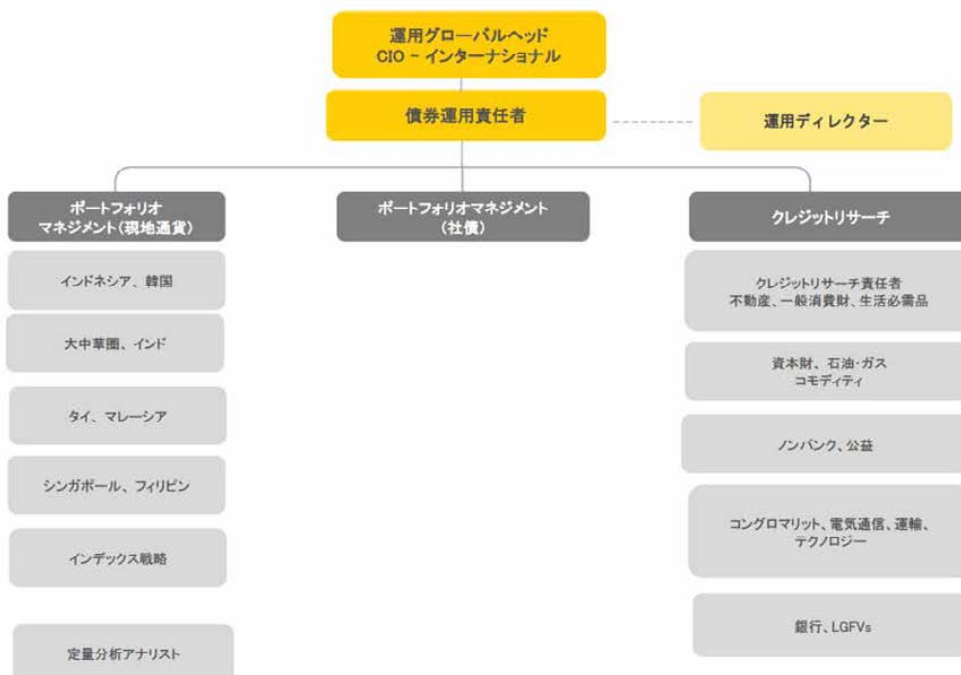 運用グローバルヘッド
CIO - インターナショナル
債券運用責任者
運用ディレクター
ポートフォリオ
マネジメント(現地通貨)
インドネシア、韓国
大中華圏、インド
タイ、マレーシア
シンガポール、フィリピン
インデックス戦略
定量分析アナリスト
ポートフォリオマネジメント
(社債)
クレジットリサーチ
クレジットリサーチ責任者
不動産、一般消費財、生活必需品
資本財、石油・ガス
コモディティ
ノンバンク、公益
コングロマリット、電気通信、運輸、
テクノロジー
銀行、LGFVs